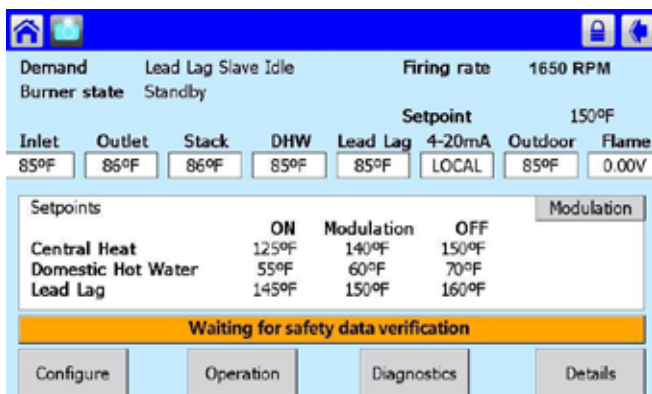 Demand Lead Lag Slave Idle Firing rate 1650 RPM
Burner state Standby
Setpoint 150ºF
Inlet Outlet Stack DHW Lead Lag 4-20mA Outdoor Flame
85ºF 86ºF 86ºF 85ºF 85ºF LOCAL 85ºF 0.00V
Setpoints Modulation
ON Modulation OFF
Central Heat 125ºF 140ºF 150ºF
Domestic Hot Water 55ºF 60ºF 70ºF
Lead Lag 145ºF 150ºF 160ºF
Waiting for safety data verification
Configure Operation Diagnostics Details